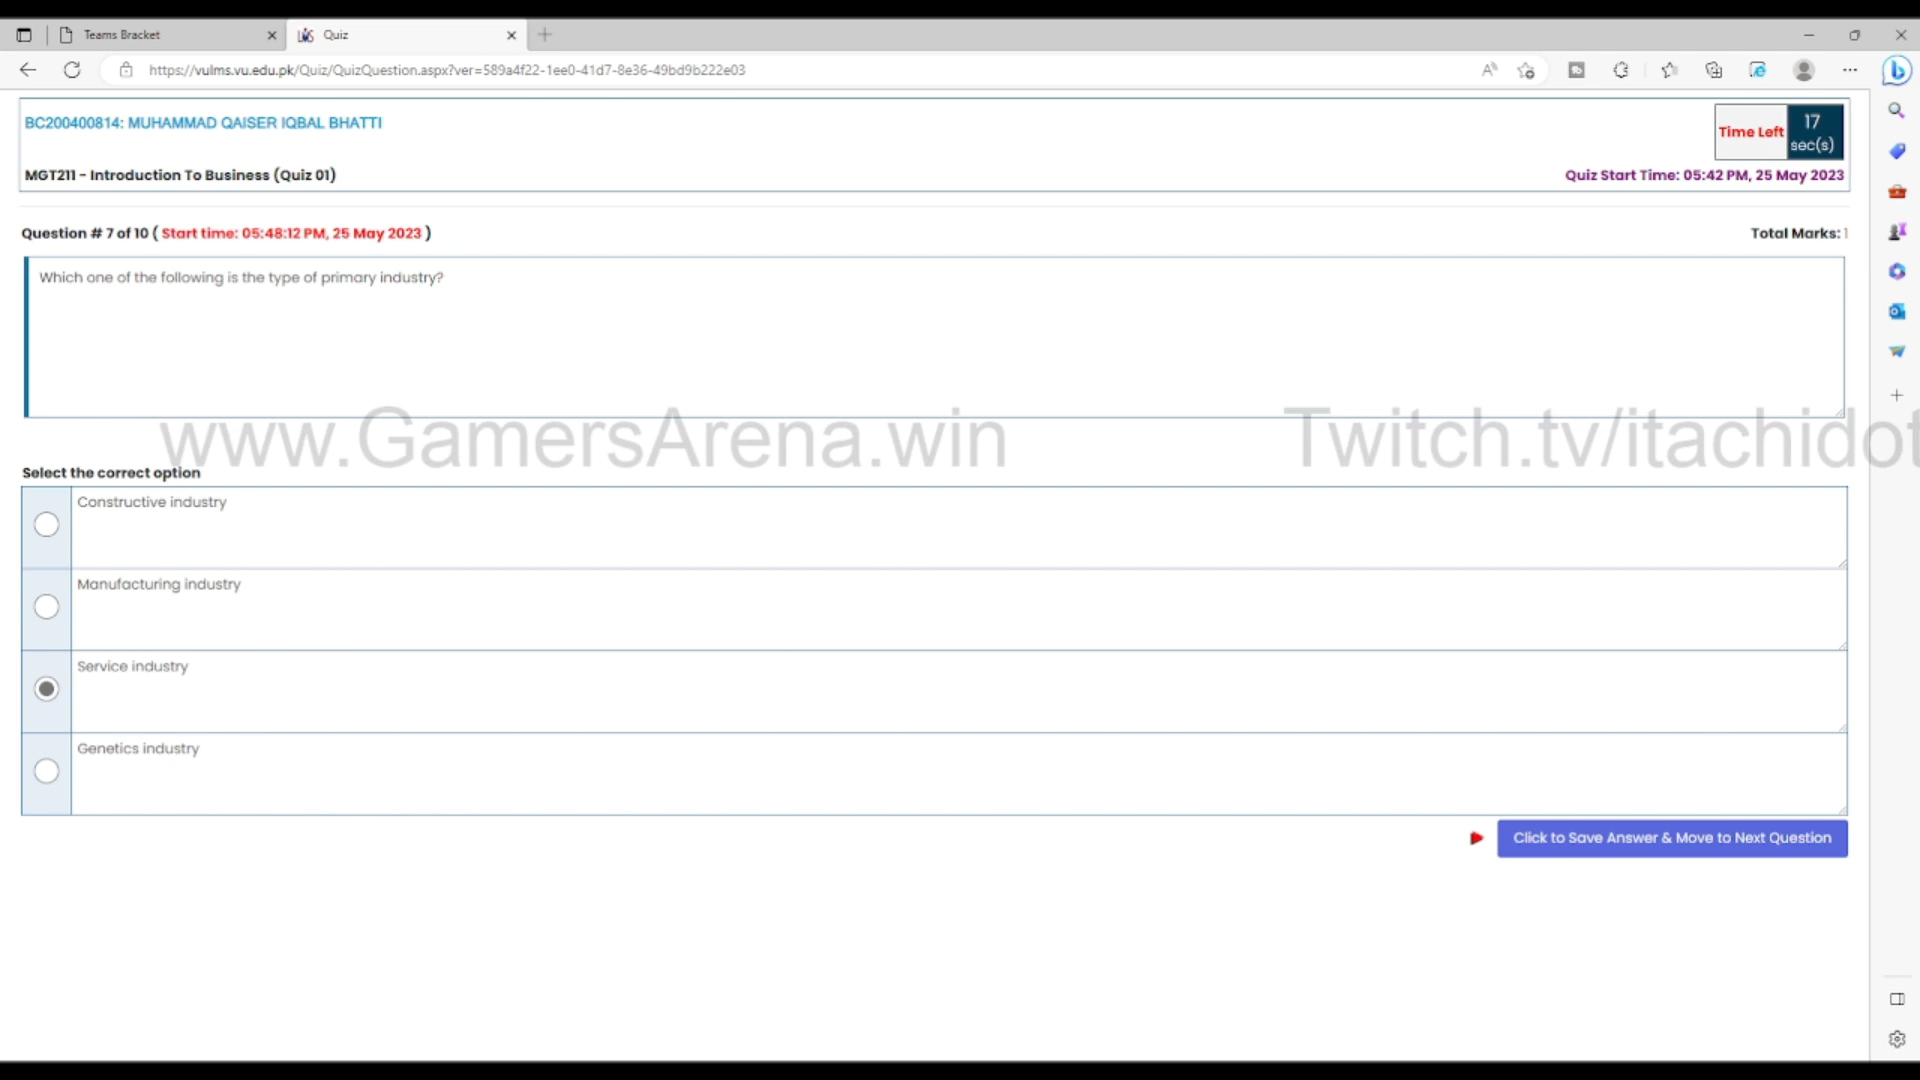 Teams Bracket
Quiz
https://vulms.vu.edu.pk/Quiz/QuizQuestion.aspx?ver=589a4f22-1ee0-41d7-8e36-49bd9b222e03
BC200400814: MUHAMMAD QAISER IQBAL BHATTI
Time Left
17
sec(s)
MGT211 - Introduction To Business (Quiz 01)
Quiz Start Time: 05:42 PM, 25 May 2023
Question # 7 of 10 ( Start time: 05:48:12 PM, 25 May 2023 )
Total Marks: 1
Which one of the following is the type of primary industry?
www.GamersArena.win
Twitch.tv/itachidot
Select the correct option
Constructive industry
Manufacturing industry
Service industry
Genetics industry
Click to Save Answer & Move to Next Question